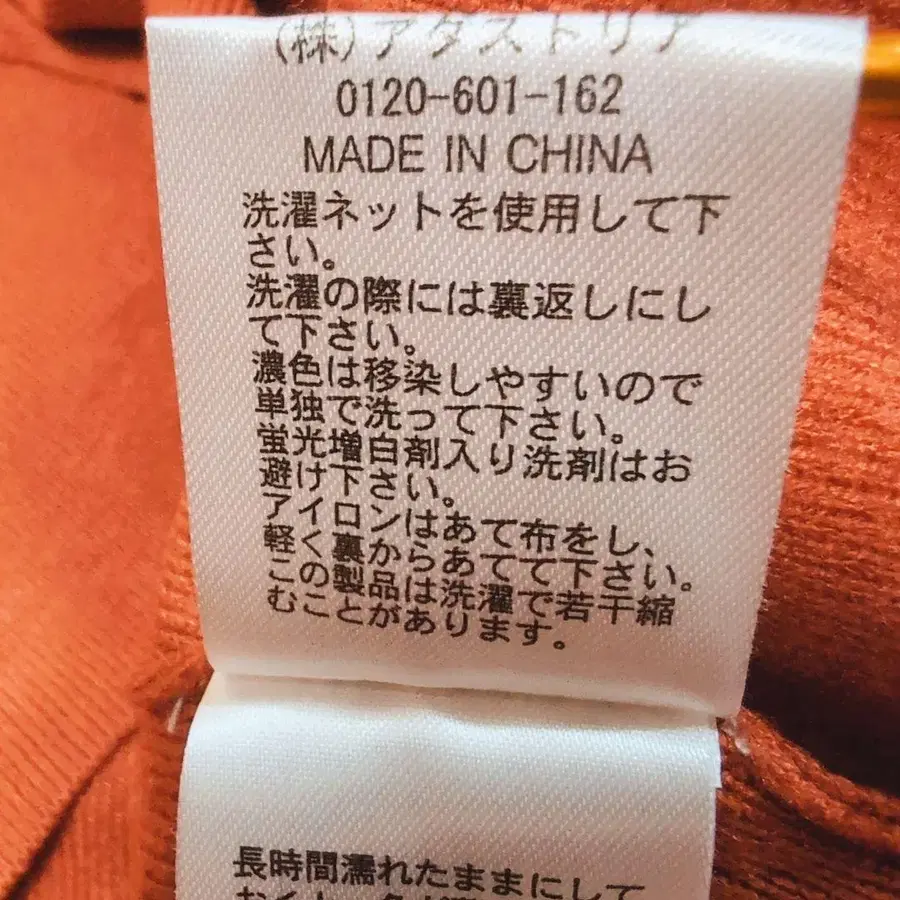 (株)アダストリア
0120-601-162
MADE IN CHINA
洗濯ネットを使用して下
さい。
洗濯の際には裏返しにし
て下さい。
濃色は移染しやすいので
単独で洗って下さい。
蛍光増白剤入り洗剤はお
避け下さい。
アイロンはあて布をし、
軽く裏からあてて下さい。
この製品は洗濯で若干縮
むことがあります。
長時間濡れたままにして